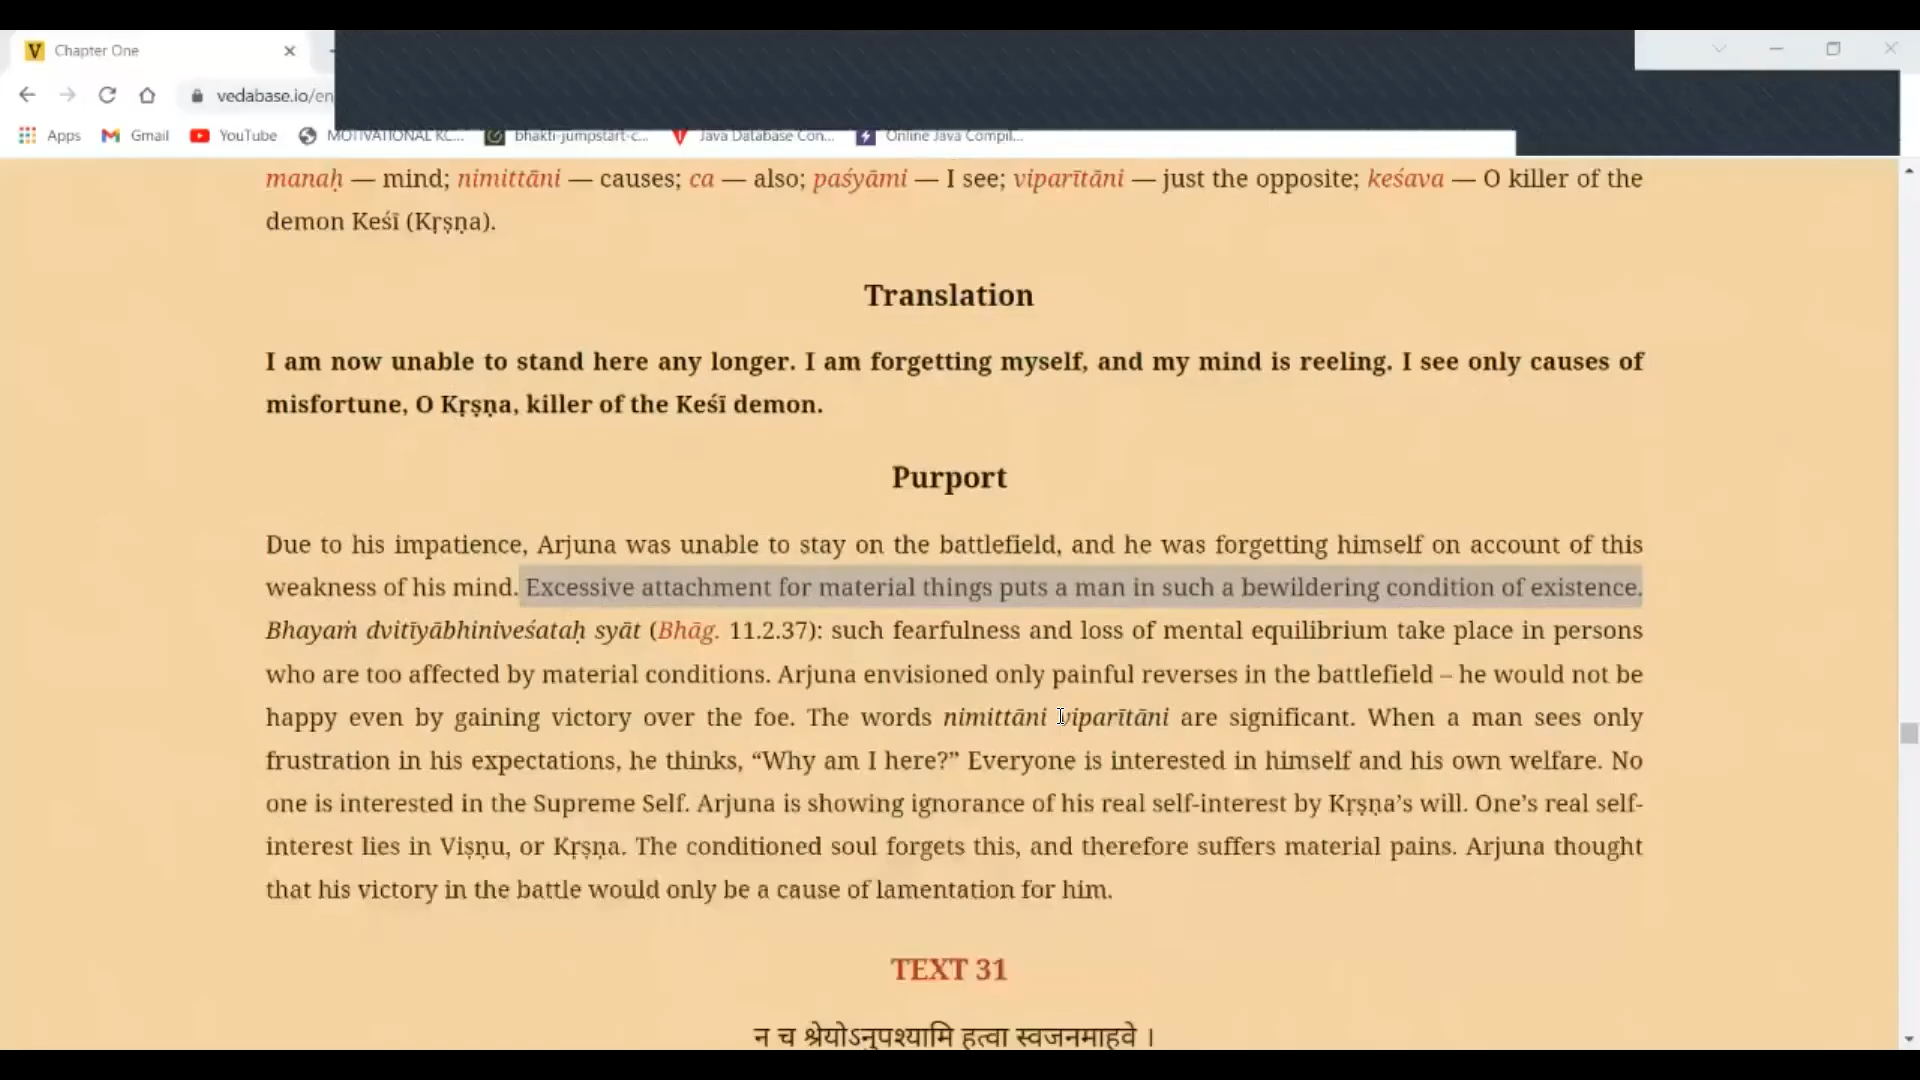 Chapter One
vedabase.io/en
Apps Gmail YouTube MOTIVATIONAL RC... bhakti-jumpstart-c... Java Database Con... Online Java Compil...
manaḥ — mind; nimittāni — causes; ca — also; paśyāmi — I see; viparītāni — just the opposite; keśava — O killer of the
demon Keśī (Kṛṣṇa).
Translation
I am now unable to stand here any longer. I am forgetting myself, and my mind is reeling. I see only causes of
misfortune, O Kṛṣṇa, killer of the Keśī demon.
Purport
Due to his impatience, Arjuna was unable to stay on the battlefield, and he was forgetting himself on account of this
weakness of his mind. Excessive attachment for material things puts a man in such a bewildering condition of existence.
Bhayaṁ dvitīyābhiniveśataḥ syāt (Bhāg. 11.2.37): such fearfulness and loss of mental equilibrium take place in persons
who are too affected by material conditions. Arjuna envisioned only painful reverses in the battlefield – he would not be
happy even by gaining victory over the foe. The words nimittāni viparītāni are significant. When a man sees only
frustration in his expectations, he thinks, “Why am I here?” Everyone is interested in himself and his own welfare. No
one is interested in the Supreme Self. Arjuna is showing ignorance of his real self-interest by Kṛṣṇa’s will. One’s real self-
interest lies in Viṣṇu, or Kṛṣṇa. The conditioned soul forgets this, and therefore suffers material pains. Arjuna thought
that his victory in the battle would only be a cause of lamentation for him.
TEXT 31
न च श्रेयोऽनुपश्यामि हत्वा स्वजनमाहवे ।